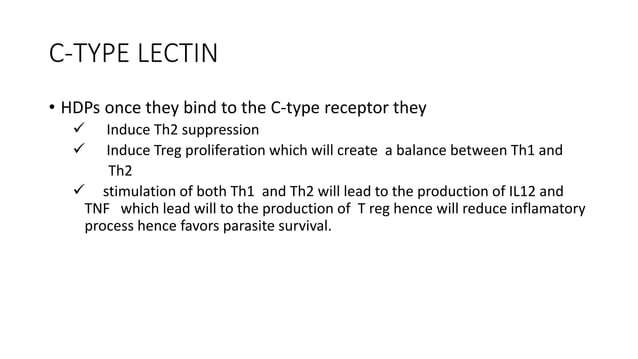 C-TYPE LECTIN
• HDPs once they bind to the C-type receptor they
✓ Induce Th2 suppression
✓ Induce Treg proliferation which will create a balance between Th1 and
Th2
✓ stimulation of both Th1 and Th2 will lead to the production of IL12 and
TNF which lead will to the production of T reg hence will reduce inflamatory
process hence favors parasite survival.